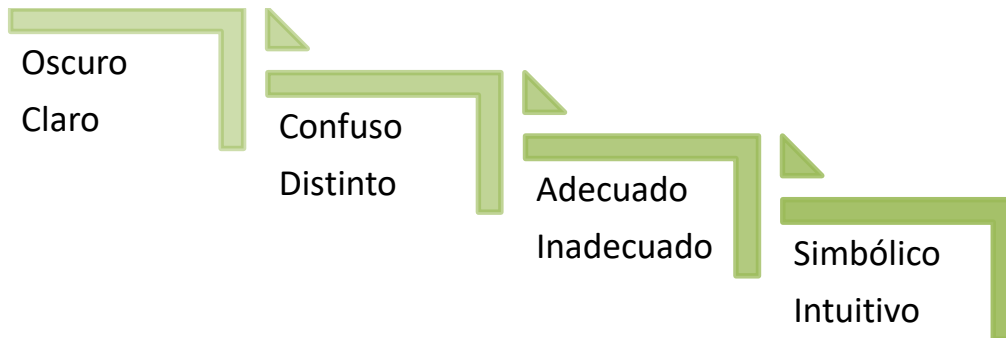 Oscuro
Claro
Confuso
Distinto
Adecuado
Inadecuado
Simbólico
Intuitivo